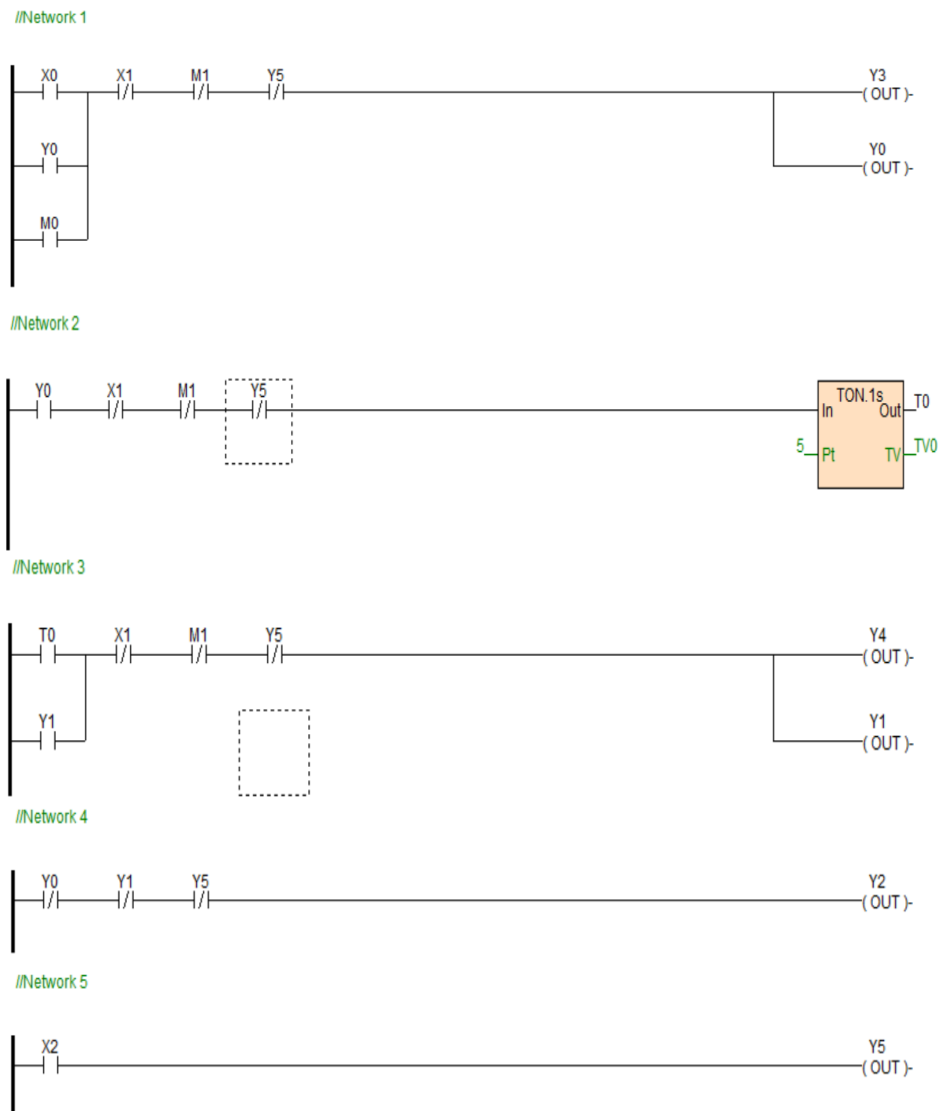 //Network 1
X0 X1 M1 Y5 Y3
( OUT )-
Y0 Y0
( OUT )-
M0
//Network 2
Y0 X1 M1 Y5 TON.1s T0
In Out
5 Pt TV TV0
//Network 3
T0 X1 M1 Y5 Y4
( OUT )-
Y1 Y1
( OUT )-
//Network 4
Y0 Y1 Y5 Y2
( OUT )-
//Network 5
X2 Y5
( OUT )-